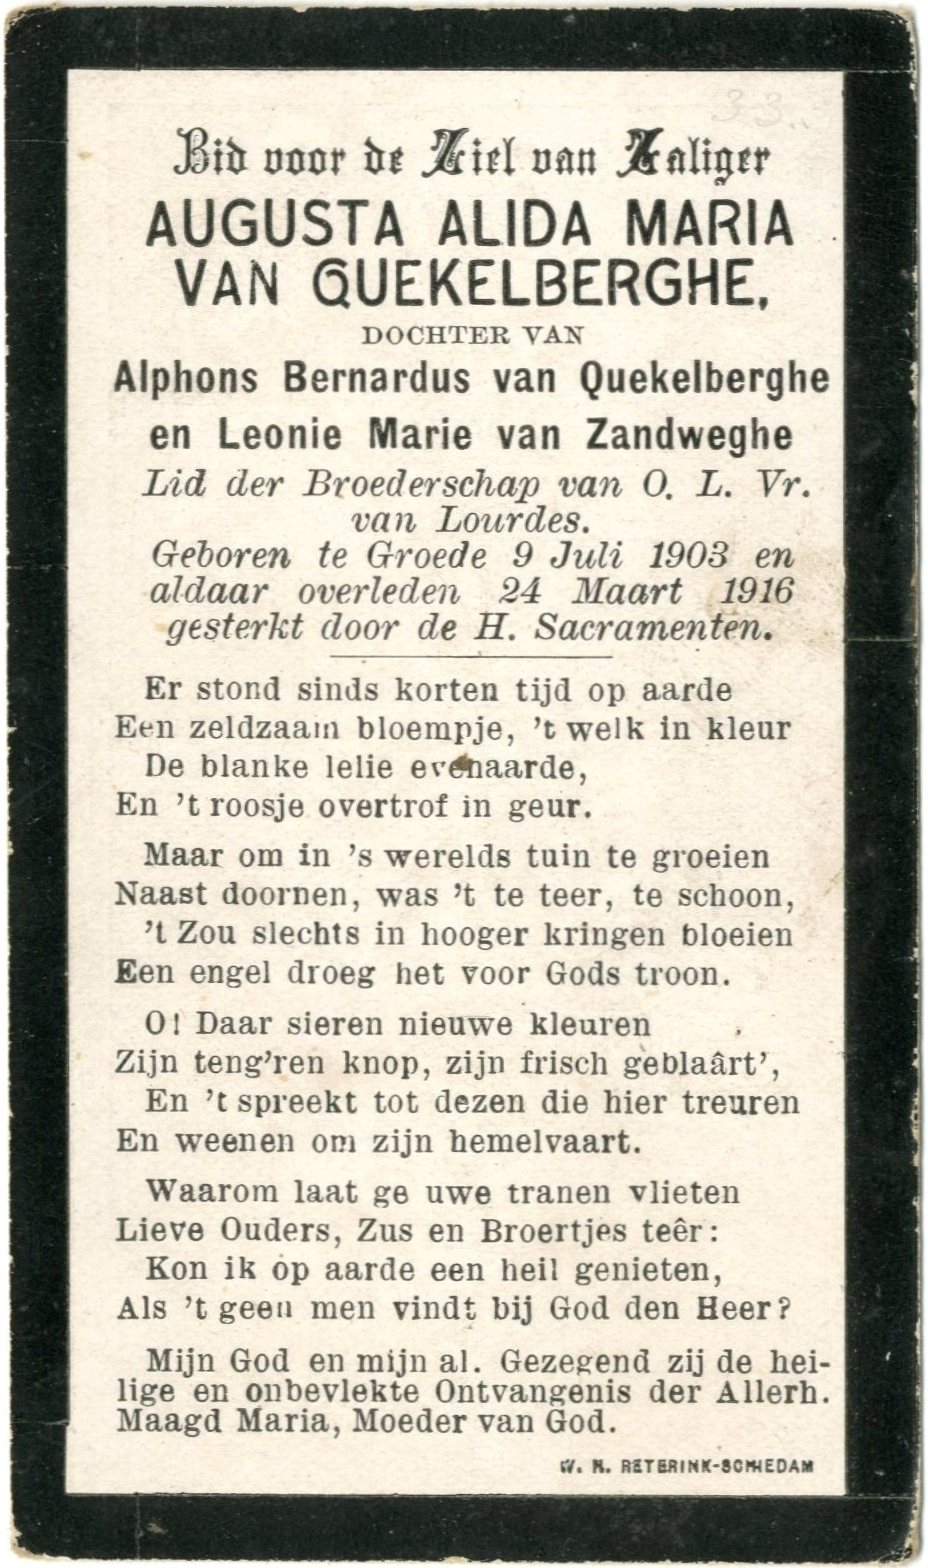 33..
Bid voor de Ziel van Zaliger
AUGUSTA ALIDA MARIA
VAN QUEKELBERGHE,
DOCHTER VAN
Alphons Bernardus van Quekelberghe
en Leonie Marie van Zandweghe
Lid der Broederschap van O. L. Vr.
van Lourdes.
Geboren te Groede 9 Juli 1903 en
aldaar overleden 24 Maart 1916
gesterkt door de H. Sacramenten.
Er stond sinds korten tijd op aarde
Een zeldzaam bloempje, 't welk in kleur
De blanke lelie evenaarde,
En 't roosje overtrof in geur.
Maar om in 's werelds tuin te groeien
Naast doornen, was 't te teer, te schoon,
't Zou slechts in hooger kringen bloeien
Een engel droeg het voor Gods troon.
O! Daar sieren nieuwe kleuren
Zijn teng'ren knop, zijn frisch geblaârt',
En 't spreekt tot dezen die hier treuren
En weenen om zijn hemelvaart.
Waarom laat ge uwe tranen vlieten
Lieve Ouders, Zus en Broertjes teêr:
Kon ik op aarde een heil genieten,
Als 't geen men vindt bij God den Heer?
Mijn God en mijn al. Gezegend zij de hei-
lige en onbevlekte Ontvangenis der Allerh.
Maagd Maria, Moeder van God.
W. R. RETERINK-SCHIEDAM